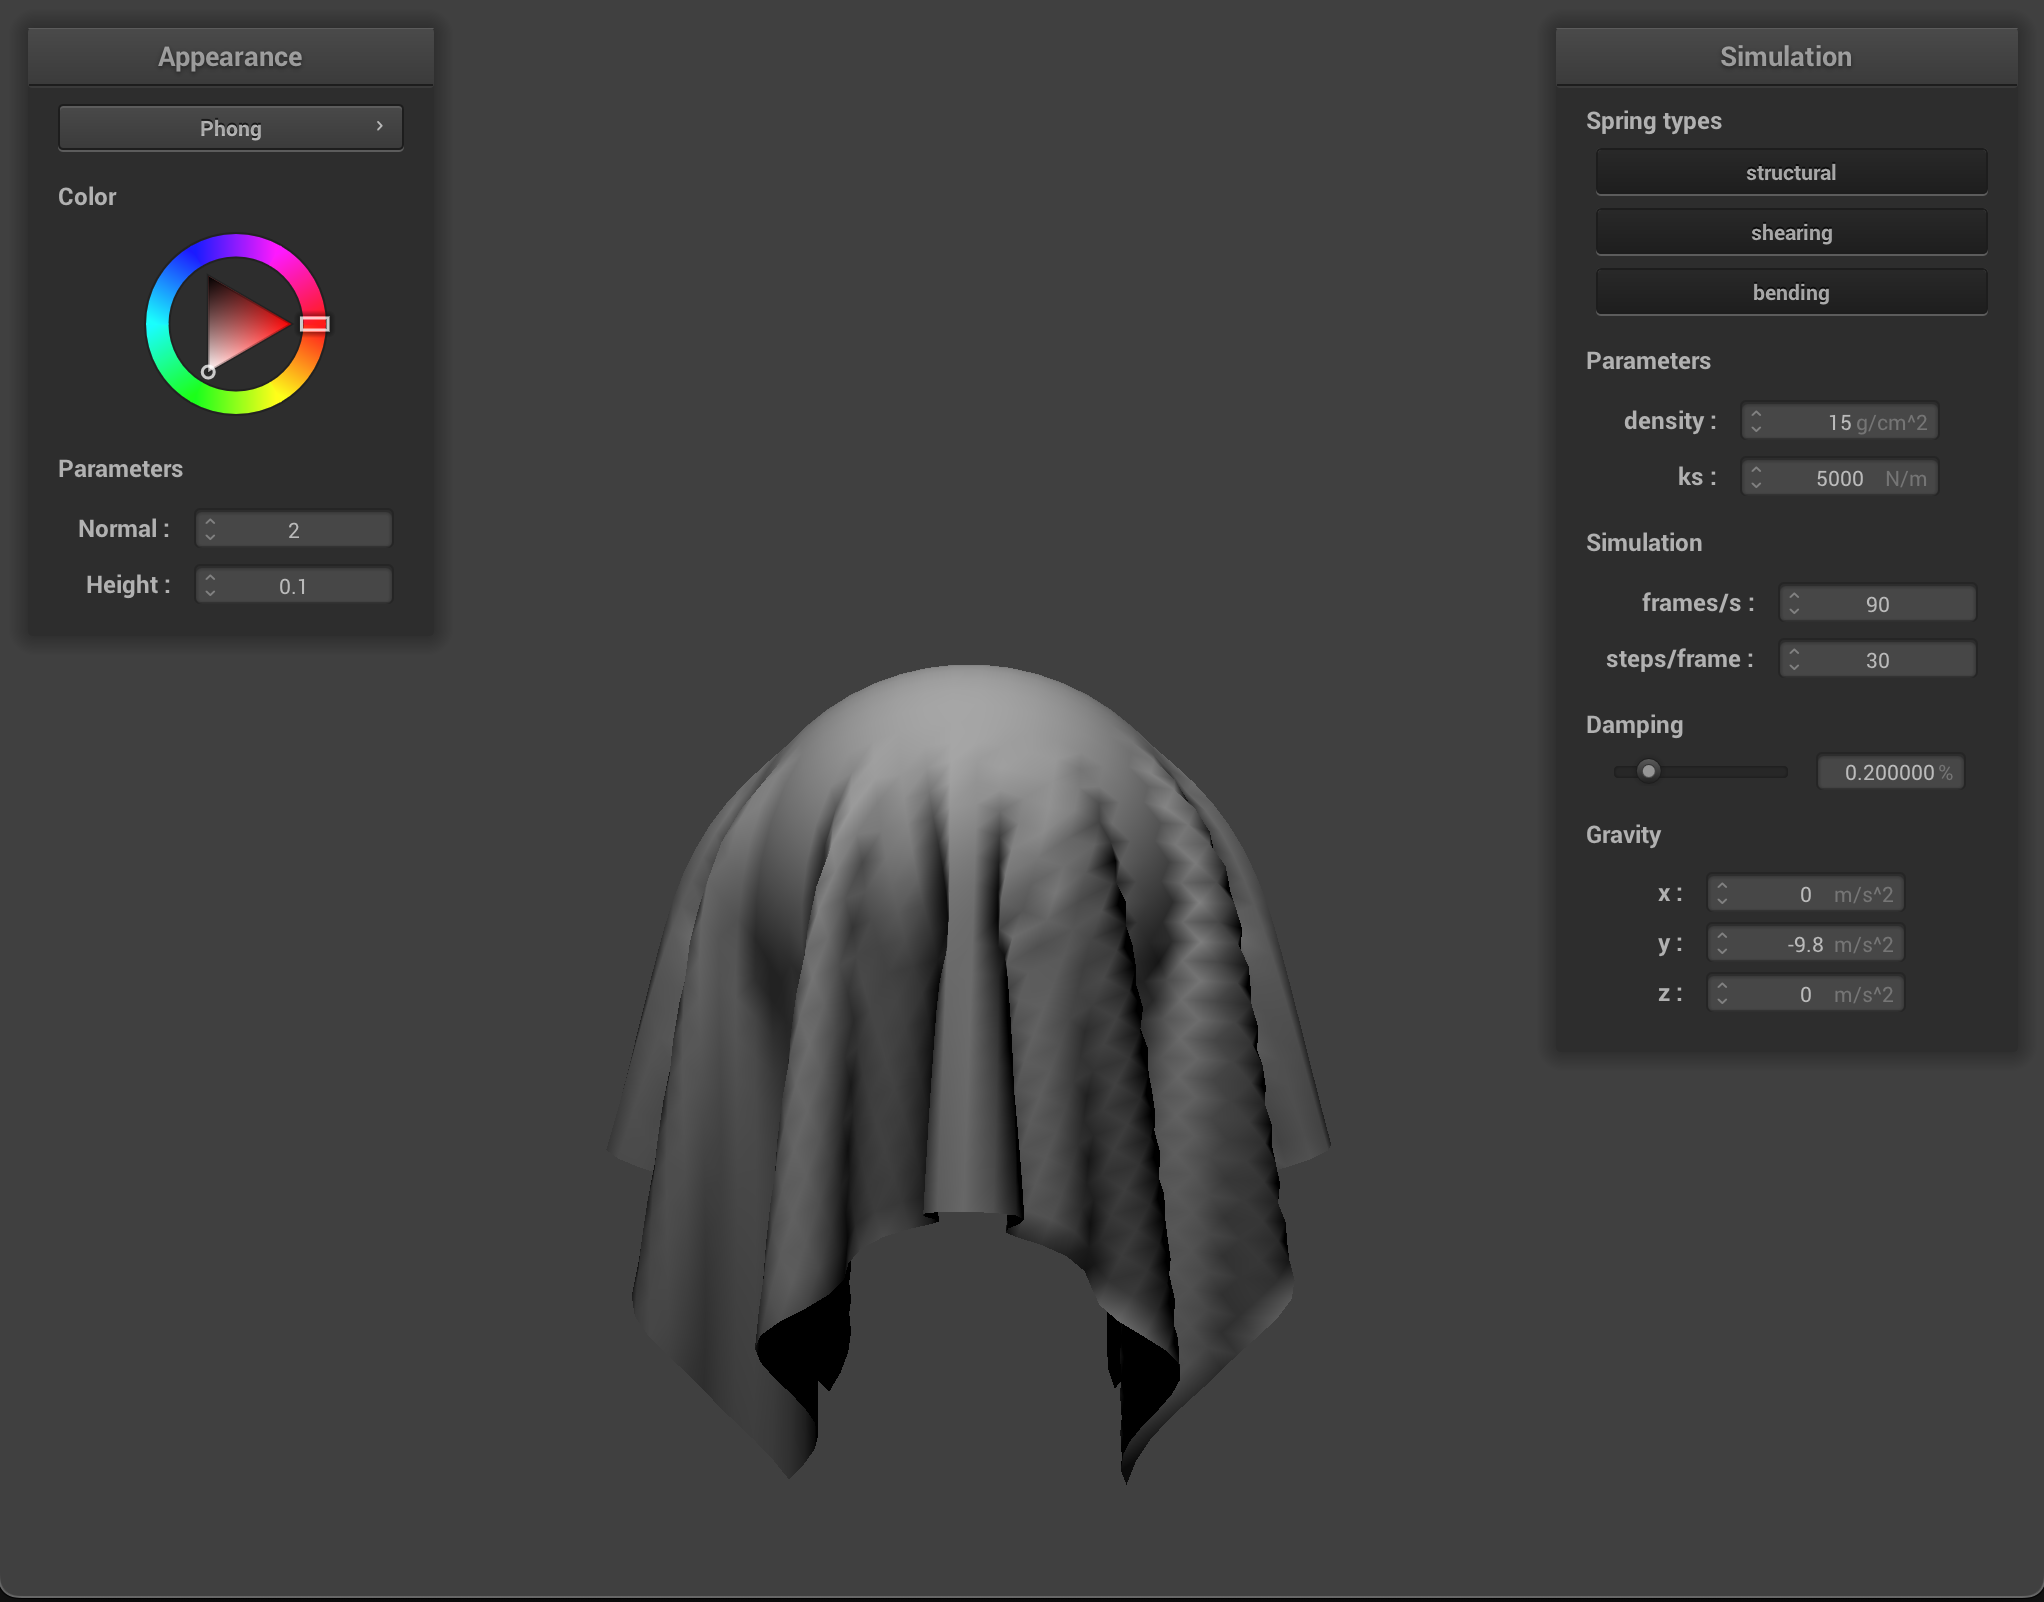 Appearance
Phong
Color
Parameters
Normal : 2
Height : 0.1
Simulation
Spring types
structural
shearing
bending
Parameters
density : 15 g/cm^2
ks : 5000 N/m
Simulation
frames/s : 90
steps/frame : 30
Damping
0.200000 %
Gravity
x : 0 m/s^2
y : -9.8 m/s^2
z : 0 m/s^2